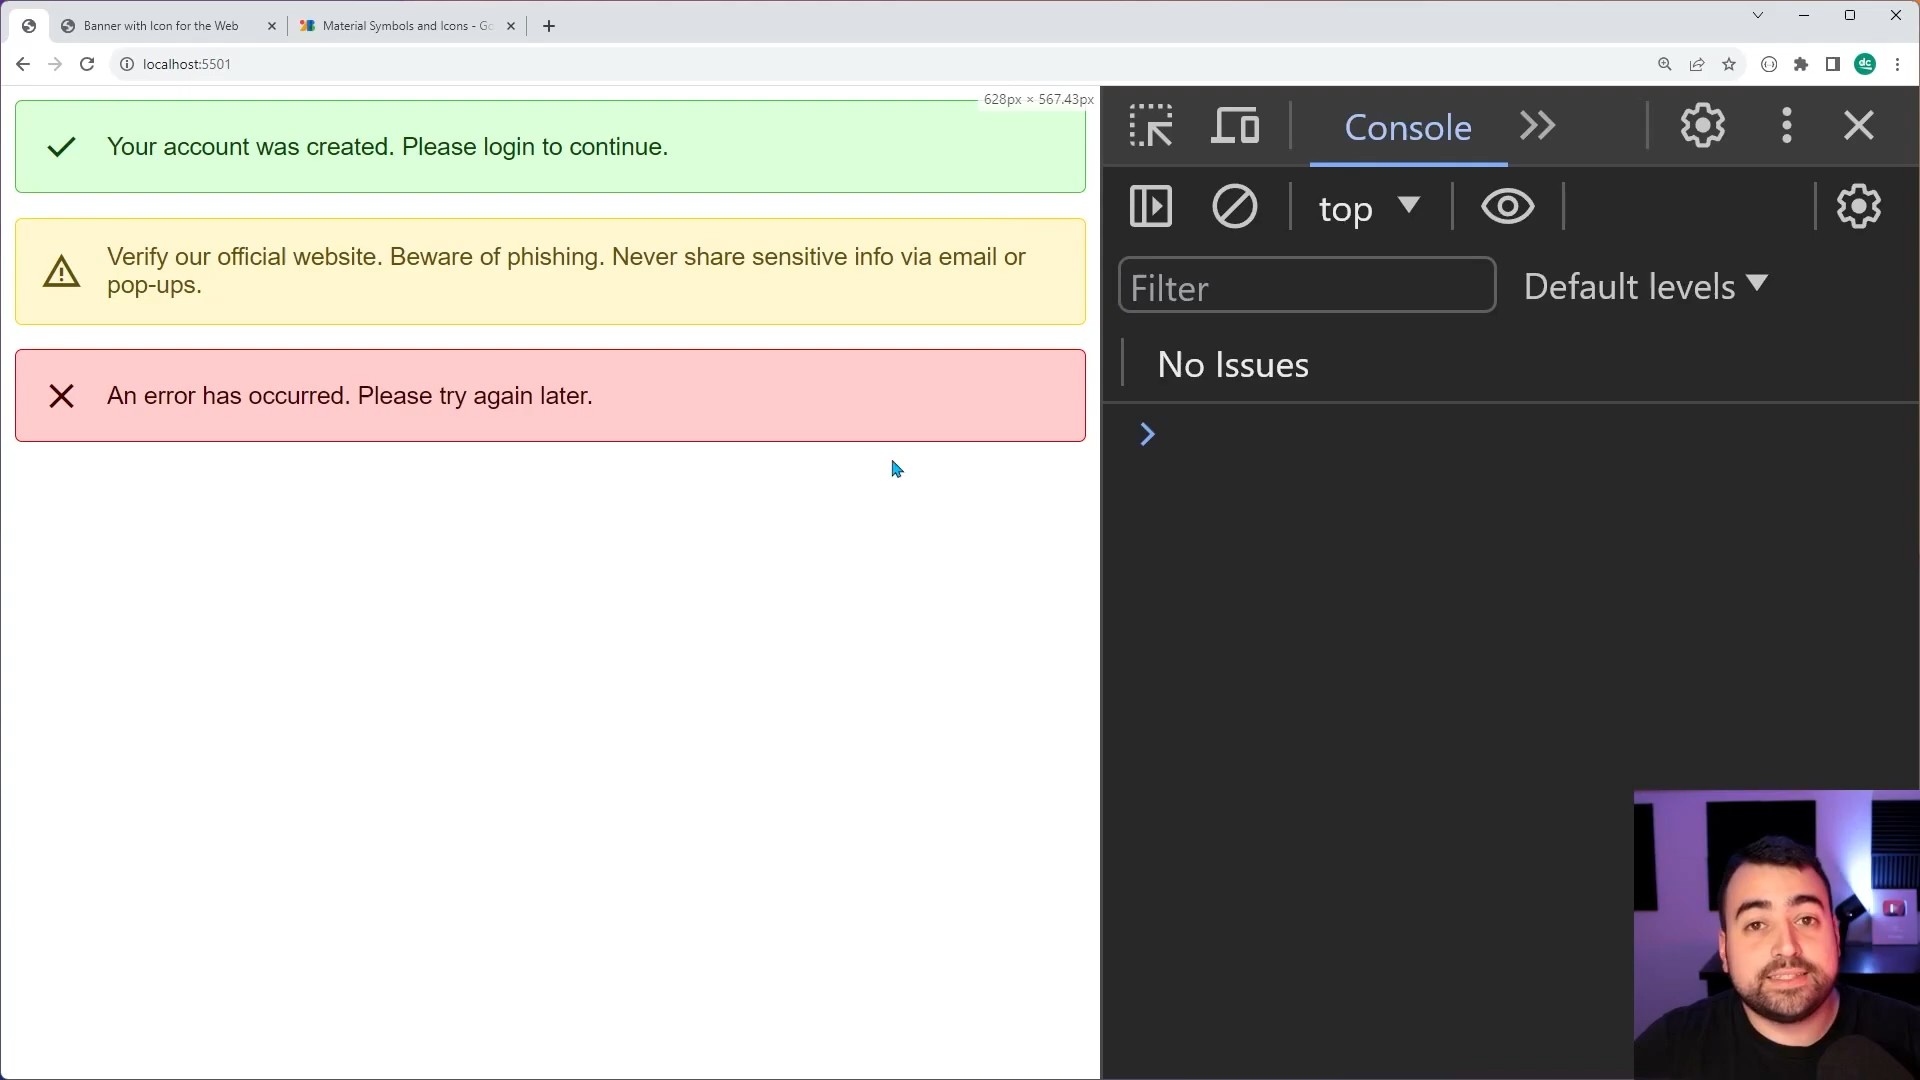 Banner with Icon for the Web
Material Symbols and Icons - Go
localhost:5501
dc
628px × 567.43px
Your account was created. Please login to continue.
Verify our official website. Beware of phishing. Never share sensitive info via email or
pop-ups.
An error has occurred. Please try again later.
Console
top
Filter
Default levels
No Issues